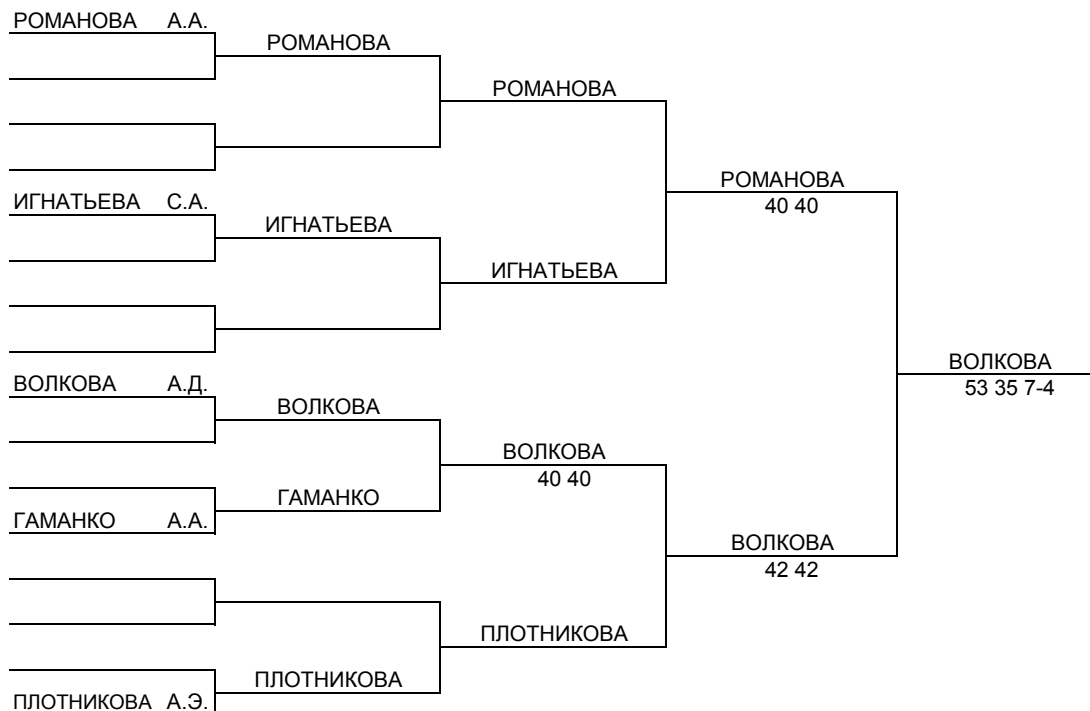 РОМАНОВА А.А.
РОМАНОВА
РОМАНОВА
РОМАНОВА
40 40
ИГНАТЬЕВА С.А.
ИГНАТЬЕВА
ИГНАТЬЕВА
ВОЛКОВА
53 35 7-4
ВОЛКОВА А.Д.
ВОЛКОВА
ВОЛКОВА
40 40
ГАМАНКО А.А.
ГАМАНКО
ВОЛКОВА
42 42
ПЛОТНИКОВА
ПЛОТНИКОВА А.Э.
ПЛОТНИКОВА